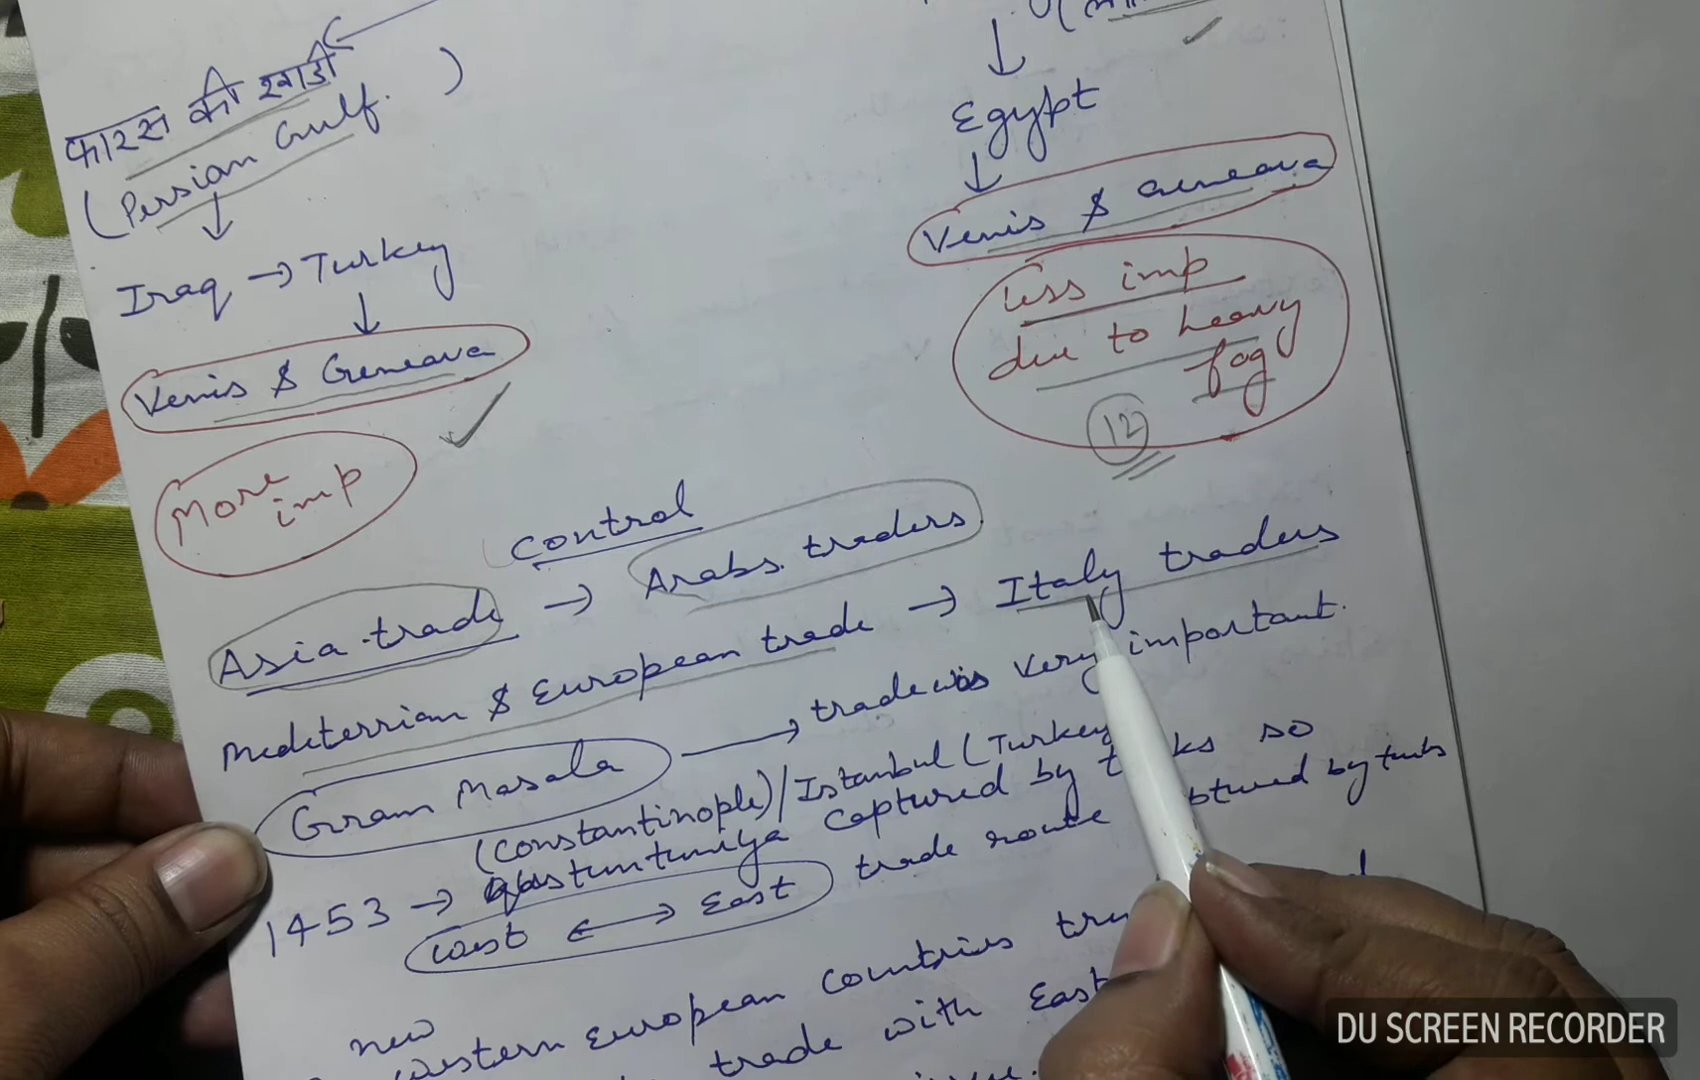 फारस की खाडी
(Persian Gulf. )
Iraq → Turkey
Venis & Geneava
More imp
Egypt
Venis & Geneava
less imp
due to heavy
fog
12
control
Asia trade → Arabs traders
Mediterrian & European trade → Italy traders
Gram Masala → trade was very important.
(Constantinople)/Istanbul (Turkey
1453 → captured by so
West ↔ East trade route by
new
Western European countries
trade with East
DU SCREEN RECORDER